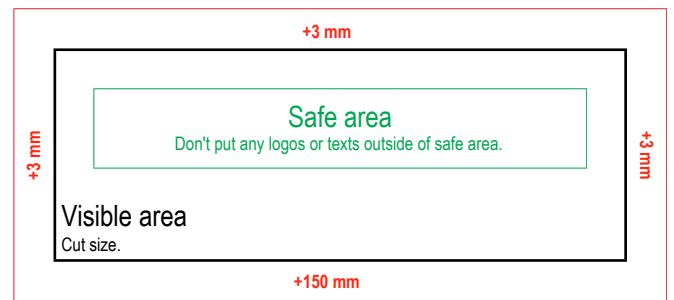 +3 mm
Safe area
Don't put any logos or texts outside of safe area.
+3 mm
+3 mm
Visible area
Cut size.
+150 mm